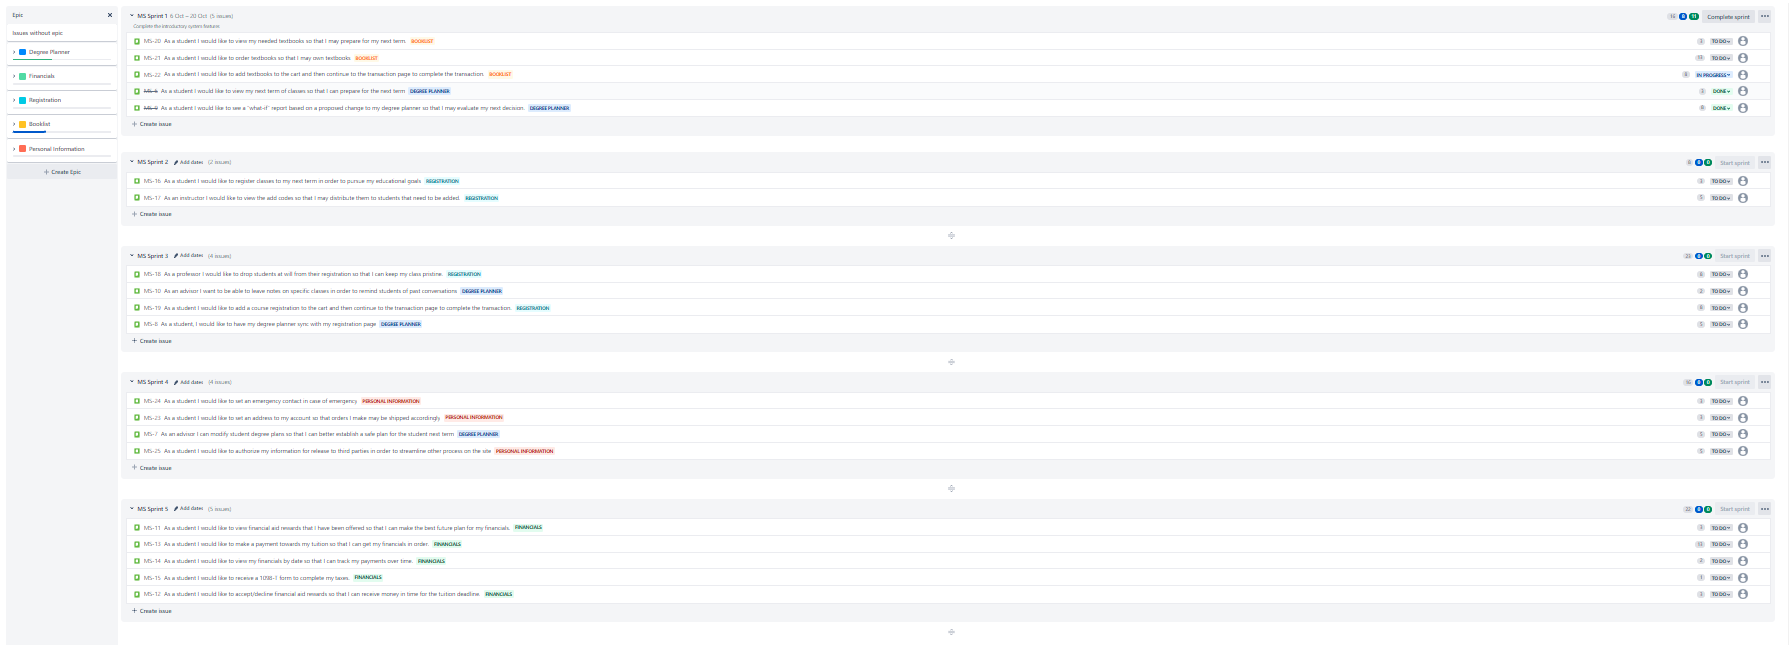 Epic
Issues without epic
Degree Planner
Financials
Registration
Booklist
Personal Information
+ Create Epic
MS Sprint 1 6 Oct – 20 Oct (5 issues)
Complete the introductory system features
16 8 11 Complete sprint
MS-20 As a student I would like to view my needed textbooks so that I may prepare for my next term. BOOKLIST 3 TO DO
MS-21 As a student I would like to order textbooks so that I may own textbooks BOOKLIST 13 TO DO
MS-22 As a student I would like to add textbooks to the cart and then continue to the transaction page to complete the transaction. BOOKLIST 8 IN PROGRESS
As a student I would like to view my next term of classes so that I can prepare for the next term DEGREE PLANNER 3 DONE
MS-9 As a student I would like to see a "what-if" report based on a proposed change to my degree planner so that I may evaluate my next decision. DEGREE PLANNER 8 DONE
+ Create issue
MS Sprint 2 Add dates (2 issues)
0 0 Start sprint
MS-16 As a student I would like to register classes to my next term in order to pursue my educational goals REGISTRATION 3 TO DO
MS-17 As an instructor I would like to view the add codes so that I may distribute them to students that need to be added. REGISTRATION 5 TO DO
+ Create issue
MS Sprint 3 Add dates (4 issues)
23 0 0 Start sprint
MS-18 As a professor I would like to drop students at will from their registration so that I can keep my class pristine. REGISTRATION 8 TO DO
MS-10 As an advisor I want to be able to leave notes on specific classes in order to remind students of past conversations DEGREE PLANNER 2 TO DO
MS-19 As a student I would like to add a course registration to the cart and then continue to the transaction page to complete the transaction. REGISTRATION 8 TO DO
MS-8 As a student, I would like to have my degree planner sync with my registration page DEGREE PLANNER 5 TO DO
+ Create issue
MS Sprint 4 Add dates (4 issues)
16 0 0 Start sprint
MS-24 As a student I would like to set an emergency contact in case of emergency PERSONAL INFORMATION 3 TO DO
MS-23 As a student I would like to set an address to my account so that orders I make may be shipped accordingly PERSONAL INFORMATION 3 TO DO
MS-7 As an advisor I can modify student degree plans so that I can better establish a safe plan for the student next term DEGREE PLANNER 5 TO DO
MS-25 As a student I would like to authorize my information for release to third parties in order to streamline other process on the site PERSONAL INFORMATION 5 TO DO
+ Create issue
MS Sprint 5 Add dates (5 issues)
22 0 0 Start sprint
MS-11 As a student I would like to view financial aid rewards that I have been offered so that I can make the best future plan for my financials. FINANCIALS 3 TO DO
MS-13 As a student I would like to make a payment towards my tuition so that I can get my financials in order. FINANCIALS 13 TO DO
MS-14 As a student I would like to view my financials by date so that I can track my payments over time. FINANCIALS 2 TO DO
MS-15 As a student I would like to receive a 1098-T form to complete my taxes. FINANCIALS 1 TO DO
MS-12 As a student I would like to accept/decline financial aid rewards so that I can receive money in time for the tuition deadline. FINANCIALS 3 TO DO
+ Create issue